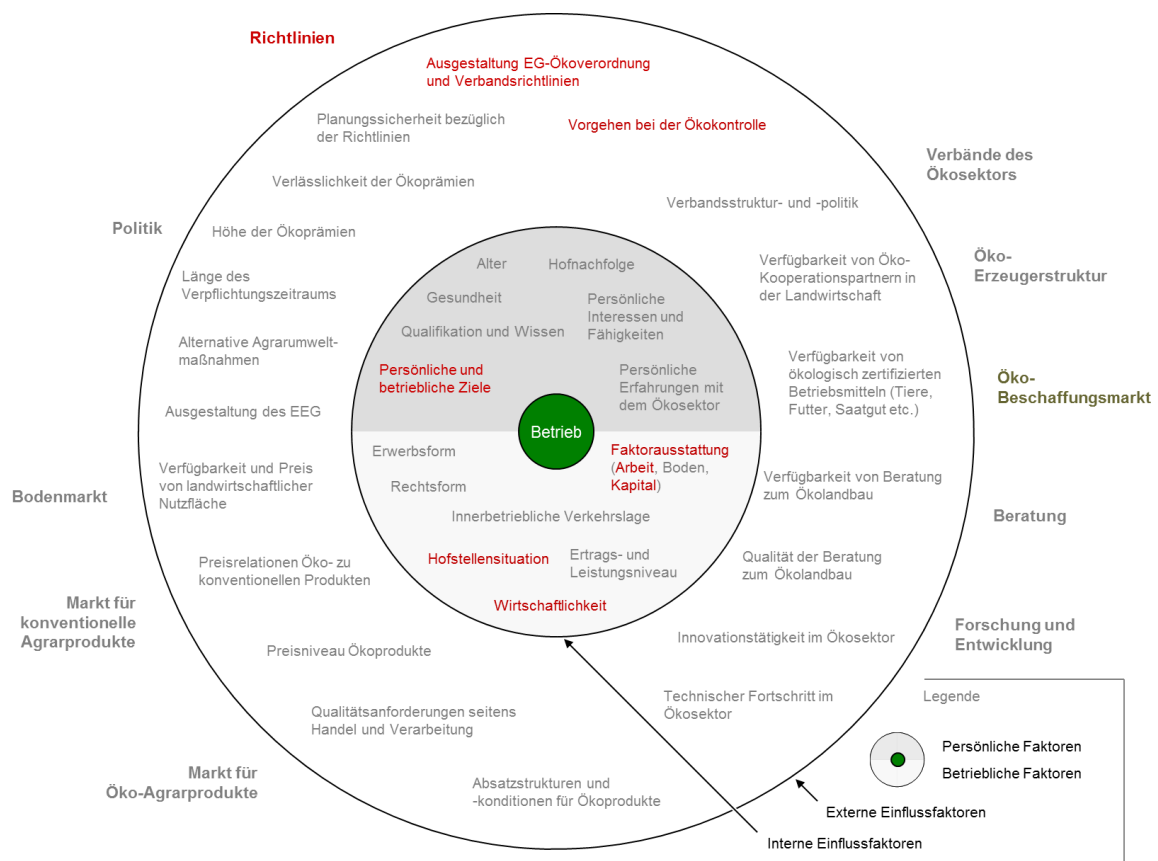 Richtlinien
Ausgestaltung EG-Ökoverordnung
und Verbandsrichtlinien
Planungssicherheit bezüglich
der Richtlinien
Vorgehen bei der Ökokontrolle
Verbände des
Ökosektors
Verlässlichkeit der Ökoprämien
Verbandsstruktur- und -politik
Politik
Höhe der Ökoprämien
Öko-
Erzeugerstruktur
Verfügbarkeit von Öko-
Kooperationspartnern in
der Landwirtschaft
Länge des
Verpflichtungszeitraums
Alter
Hofnachfolge
Gesundheit
Persönliche
Interessen und
Fähigkeiten
Qualifikation und Wissen
Alternative Agrarumwelt-
maßnahmen
Persönliche und
betriebliche Ziele
Persönliche
Erfahrungen mit
dem Ökosektor
Verfügbarkeit von
ökologisch zertifizierten
Betriebsmitteln (Tiere,
Futter, Saatgut etc.)
Öko-
Beschaffungsmarkt
Ausgestaltung des EEG
Betrieb
Erwerbsform
Faktorausstattung
(Arbeit, Boden,
Kapital)
Rechtsform
Verfügbarkeit und Preis
von landwirtschaftlicher
Nutzfläche
Bodenmarkt
Verfügbarkeit von Beratung
zum Ökolandbau
Beratung
Innerbetriebliche Verkehrslage
Hofstellensituation
Ertrags- und
Leistungsniveau
Qualität der Beratung
zum Ökolandbau
Preisrelationen Öko- zu
konventionellen Produkten
Markt für
konventionelle
Agrarprodukte
Wirtschaftlichkeit
Innovationstätigkeit im Ökosektor
Forschung und
Entwicklung
Preisniveau Ökoprodukte
Technischer Fortschritt im
Ökosektor
Qualitätsanforderungen seitens
Handel und Verarbeitung
Markt für
Öko-Agrarprodukte
Absatzstrukturen und
-konditionen für Ökoprodukte
Legende
Persönliche Faktoren
Betriebliche Faktoren
Externe Einflussfaktoren
Interne Einflussfaktoren